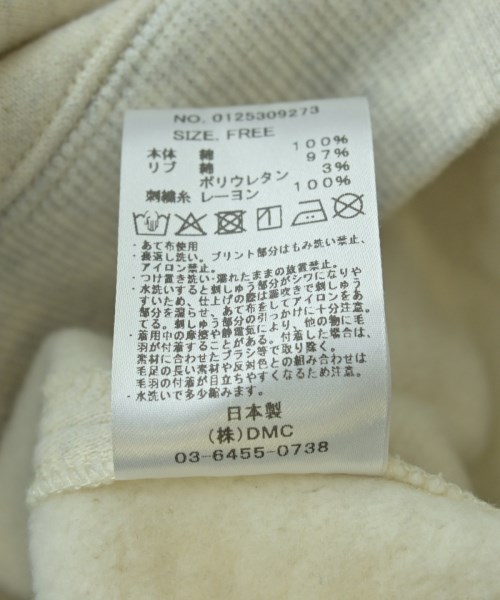 NO. 0125309273
SIZE. FREE
本体 綿 100%
リブ 綿 97%
ポリウレタン 3%
刺繍糸 レーヨン 100%
・あて布使用
・裏返し洗い。プリント部分はもみ洗い禁止、
アイロン禁止。
・つけ置き洗い・濡れたままの放置禁止。
・水洗いすると刺しゅう部分がシワになりや
すいため、仕上げの際は霧吹きで刺しゅう
部分を湿らせ、あて布をしてアイロンをあ
てる。刺しゅう部分の引っかけに十分注意。
・着用中の摩擦や静電気により、他の物に毛
羽が付着することがある。付着した場合は、
素材に合わせたブラシ等で取り除く。
毛足の長い素材や反対色との組み合わせは
毛羽の付着が目立ちやすくなるため注意。
・水洗いで多少縮みます。
日本製
(株)DMC
03-6455-0738